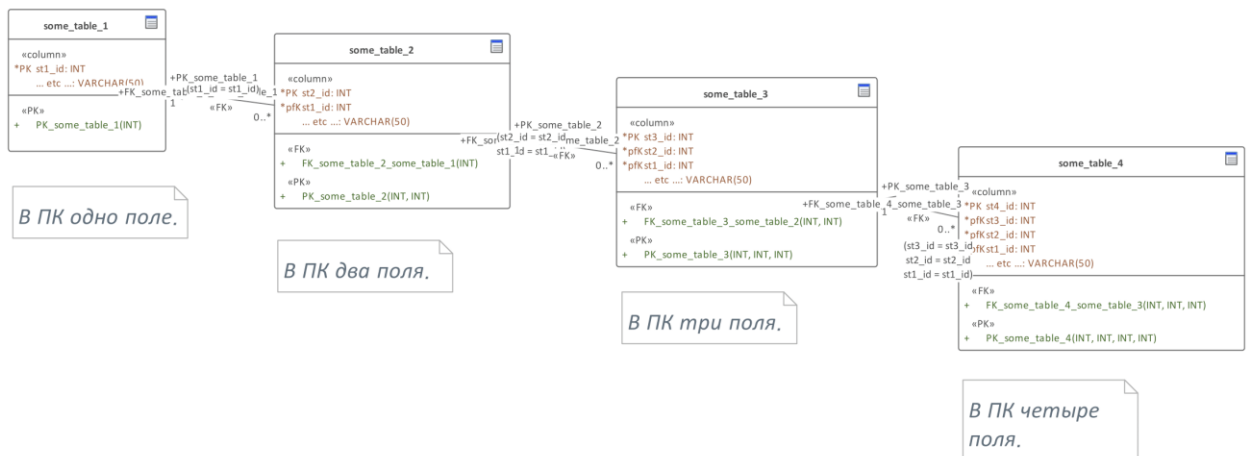 some_table_1
«column»
*PK st1_id: INT
... etc ...: VARCHAR(50)
«PK»
+ PK_some_table_1(INT)
В ПК одно поле.
+PK_some_table_1
(st1_id = st1_id)
1
«FK»
0..*
some_table_2
«column»
*PK st2_id: INT
*pfK st1_id: INT
... etc ...: VARCHAR(50)
«FK»
+ FK_some_table_2_some_table_1(INT)
«PK»
+ PK_some_table_2(INT, INT)
В ПК два поля.
+PK_some_table_2
(st2_id = st2_id
«FK»
0..*
some_table_3
«column»
*PK st3_id: INT
*pfK st2_id: INT
*pfK st1_id: INT
... etc ...: VARCHAR(50)
«FK»
+ FK_some_table_3_some_table_2(INT, INT)
«PK»
+ PK_some_table_3(INT, INT, INT)
В ПК три поля.
+PK_some_table_3
+FK_some_table_4_some_table_3
1
«FK»
0..*
(st3_id = st3_id
st2_id = st2_id
st1_id = st1_id)
some_table_4
«column»
*PK st4_id: INT
*pfK st3_id: INT
*pfK st2_id: INT
*pfK st1_id: INT
... etc ...: VARCHAR(50)
«FK»
+ FK_some_table_4_some_table_3(INT, INT, INT)
«PK»
+ PK_some_table_4(INT, INT, INT, INT)
В ПК четыре
поля.